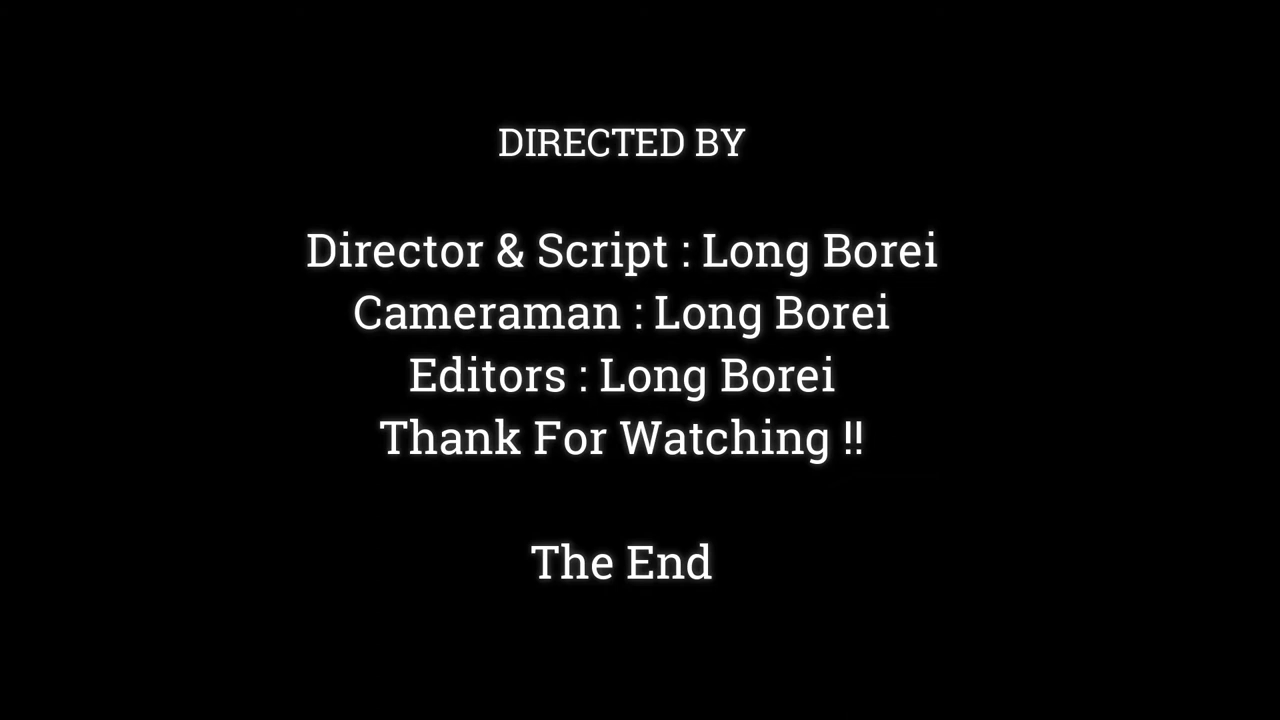 DIRECTED BY
Director & Script : Long Borei
Cameraman : Long Borei
Editors : Long Borei
Thank For Watching !!
The End